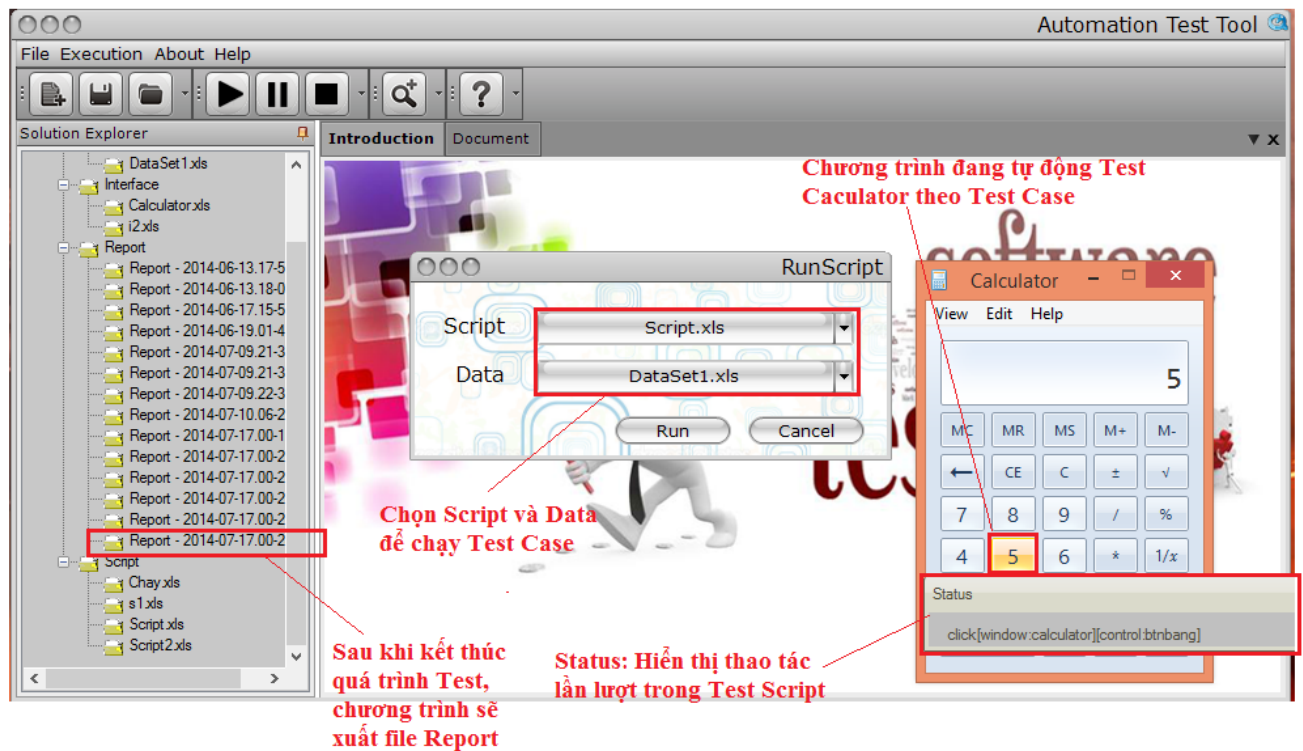 Automation Test Tool
File Execution About Help
Solution Explorer
Introduction Document
DataSet1.xls
Interface
Calculator.xls
i2.xls
Report
Report - 2014-06-13.17-5
Report - 2014-06-13.18-0
Report - 2014-06-17.15-5
Report - 2014-06-19.01-4
Report - 2014-07-09.21-3
Report - 2014-07-09.21-3
Report - 2014-07-09.22-3
Report - 2014-07-10.06-2
Report - 2014-07-17.00-1
Report - 2014-07-17.00-2
Report - 2014-07-17.00-2
Report - 2014-07-17.00-2
Report - 2014-07-17.00-2
Report - 2014-07-17.00-2
Script
Chay.xls
s1.xls
Script.xls
Script2.xls
Chương trình đang tự động Test
Caculator theo Test Case
software
RunScript
Script Script.xls
Data DataSet1.xls
Run Cancel
Chọn Script và Data
để chạy Test Case
Calculator
View Edit Help
5
MC MR MS M+ M-
← CE C ± √
7 8 9 / %
4 5 6 * 1/x
Status
click[window:calculator][control:btnbang]
Sau khi kết thúc
quá trình Test,
chương trình sẽ
xuất file Report
Status: Hiển thị thao tác
lần lượt trong Test Script